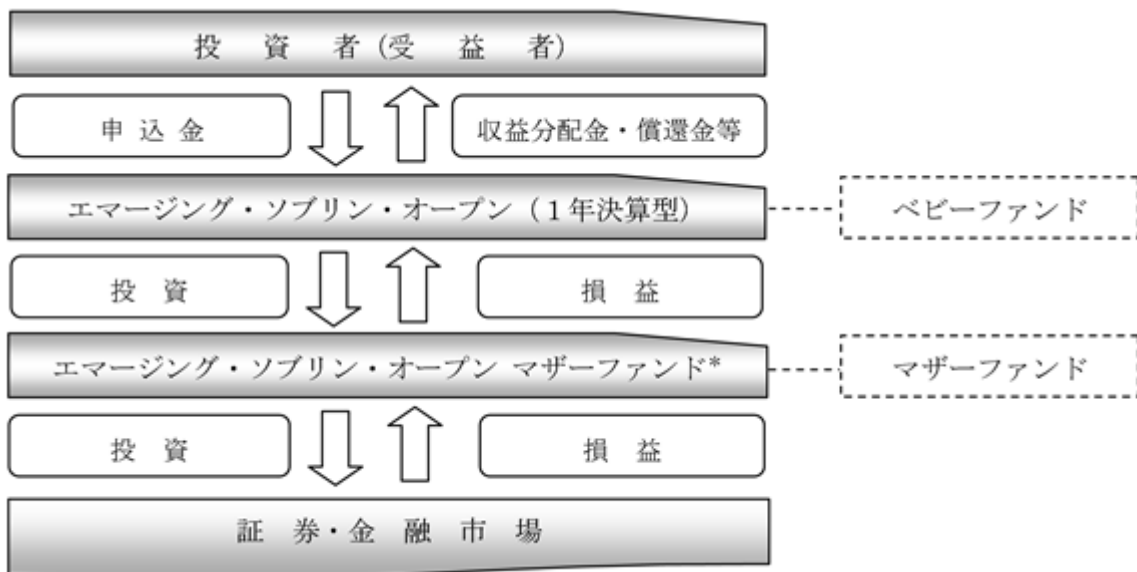 投資者(受益者)
申込金
収益分配金・償還金等
エマージング・ソブリン・オープン(1年決算型)
ベビーファンド
投資
損益
エマージング・ソブリン・オープン マザーファンド*
マザーファンド
投資
損益
証券・金融市場